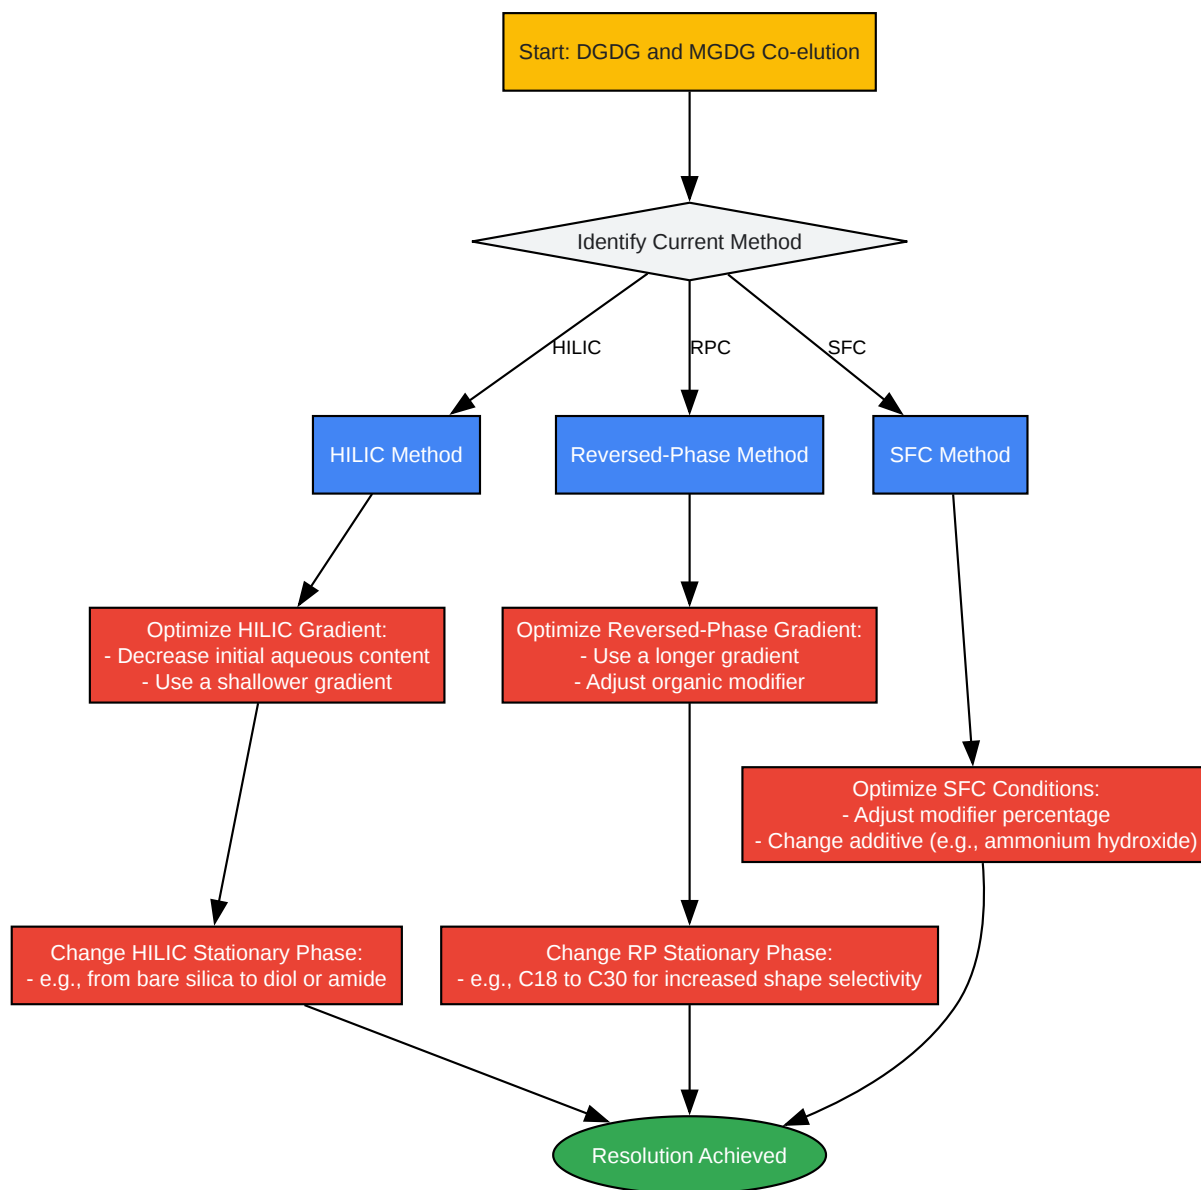 Start: DGDG and MGDG Co-elution
Identify Current Method
HILIC
RPC
SFC
HILIC Method
Reversed-Phase Method
SFC Method
Optimize HILIC Gradient:
- Decrease initial aqueous content
- Use a shallower gradient
Optimize Reversed-Phase Gradient:
- Use a longer gradient
- Adjust organic modifier
Optimize SFC Conditions:
- Adjust modifier percentage
- Change additive (e.g., ammonium hydroxide)
Change HILIC Stationary Phase:
- e.g., from bare silica to diol or amide
Change RP Stationary Phase:
- e.g., C18 to C30 for increased shape selectivity
Resolution Achieved